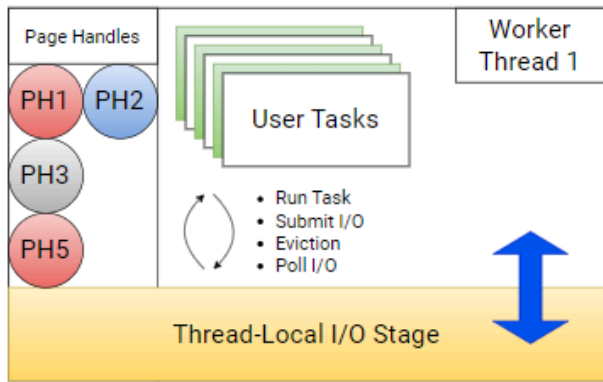 Page Handles
PH1
PH2
PH3
PH5
User Tasks
• Run Task
• Submit I/O
• Eviction
• Poll I/O
Worker
Thread 1
Thread-Local I/O Stage